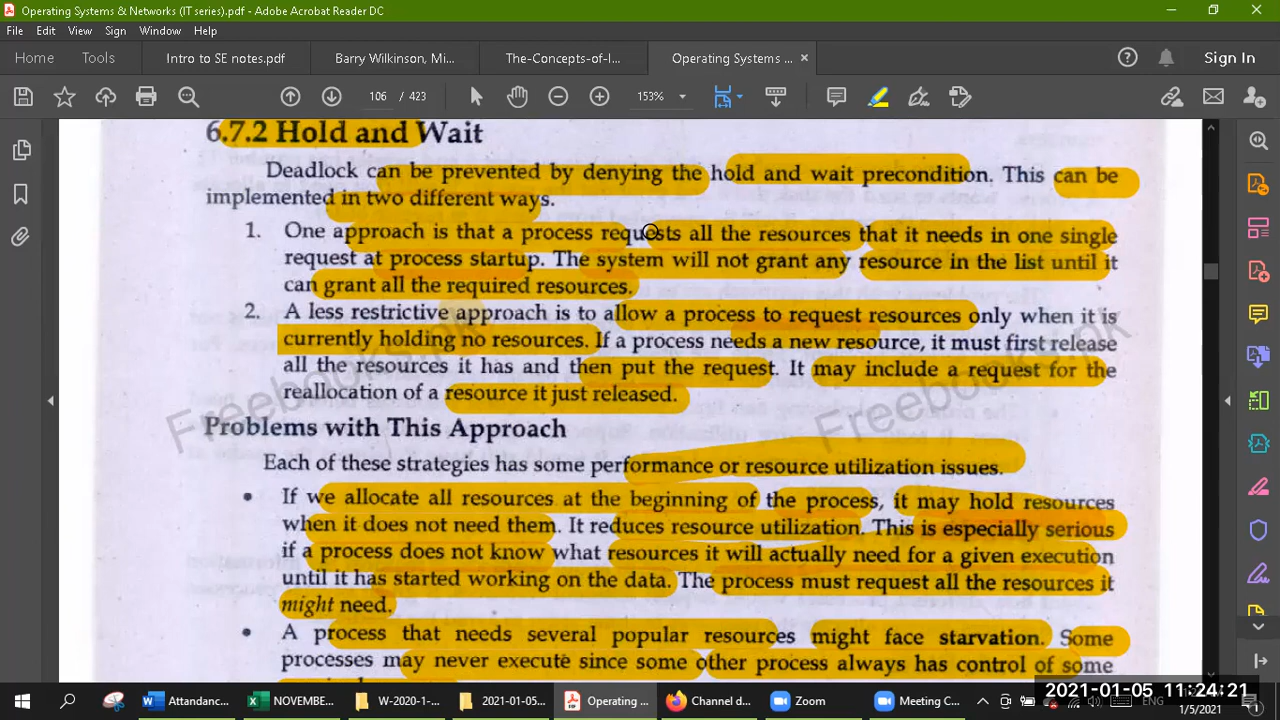 Operating Systems & Networks (IT series).pdf - Adobe Acrobat Reader DC
File Edit View Sign Window Help
Home Tools Intro to SE notes.pdf Barry Wilkinson, Mi... The-Concepts-of-I... Operating Systems ... × Sign In
106 / 423 153%
6.7.2 Hold and Wait
Deadlock can be prevented by denying the hold and wait precondition. This can be
implemented in two different ways.
1. One approach is that a process requests all the resources that it needs in one single
request at process startup. The system will not grant any resource in the list until it
can grant all the required resources.
2. A less restrictive approach is to allow a process to request resources only when it is
currently holding no resources. If a process needs a new resource, it must first release
all the resources it has and then put the request. It may include a request for the
reallocation of a resource it just released.
Freebooks.pk Freebooks.pk
Problems with This Approach
Each of these strategies has some performance or resource utilization issues.
• If we allocate all resources at the beginning of the process, it may hold resources
when it does not need them. It reduces resource utilization. This is especially serious
if a process does not know what resources it will actually need for a given execution
until it has started working on the data. The process must request all the resources it
might need.
• A process that needs several popular resources might face starvation. Some
processes may never execute since some other process always has control of some
Attandanc... NOVEMBE... W-2020-1-... 2021-01-05... Operating ... Channel d... Zoom Meeting C... ENG
2021-01-05 11:24:21
1/5/2021